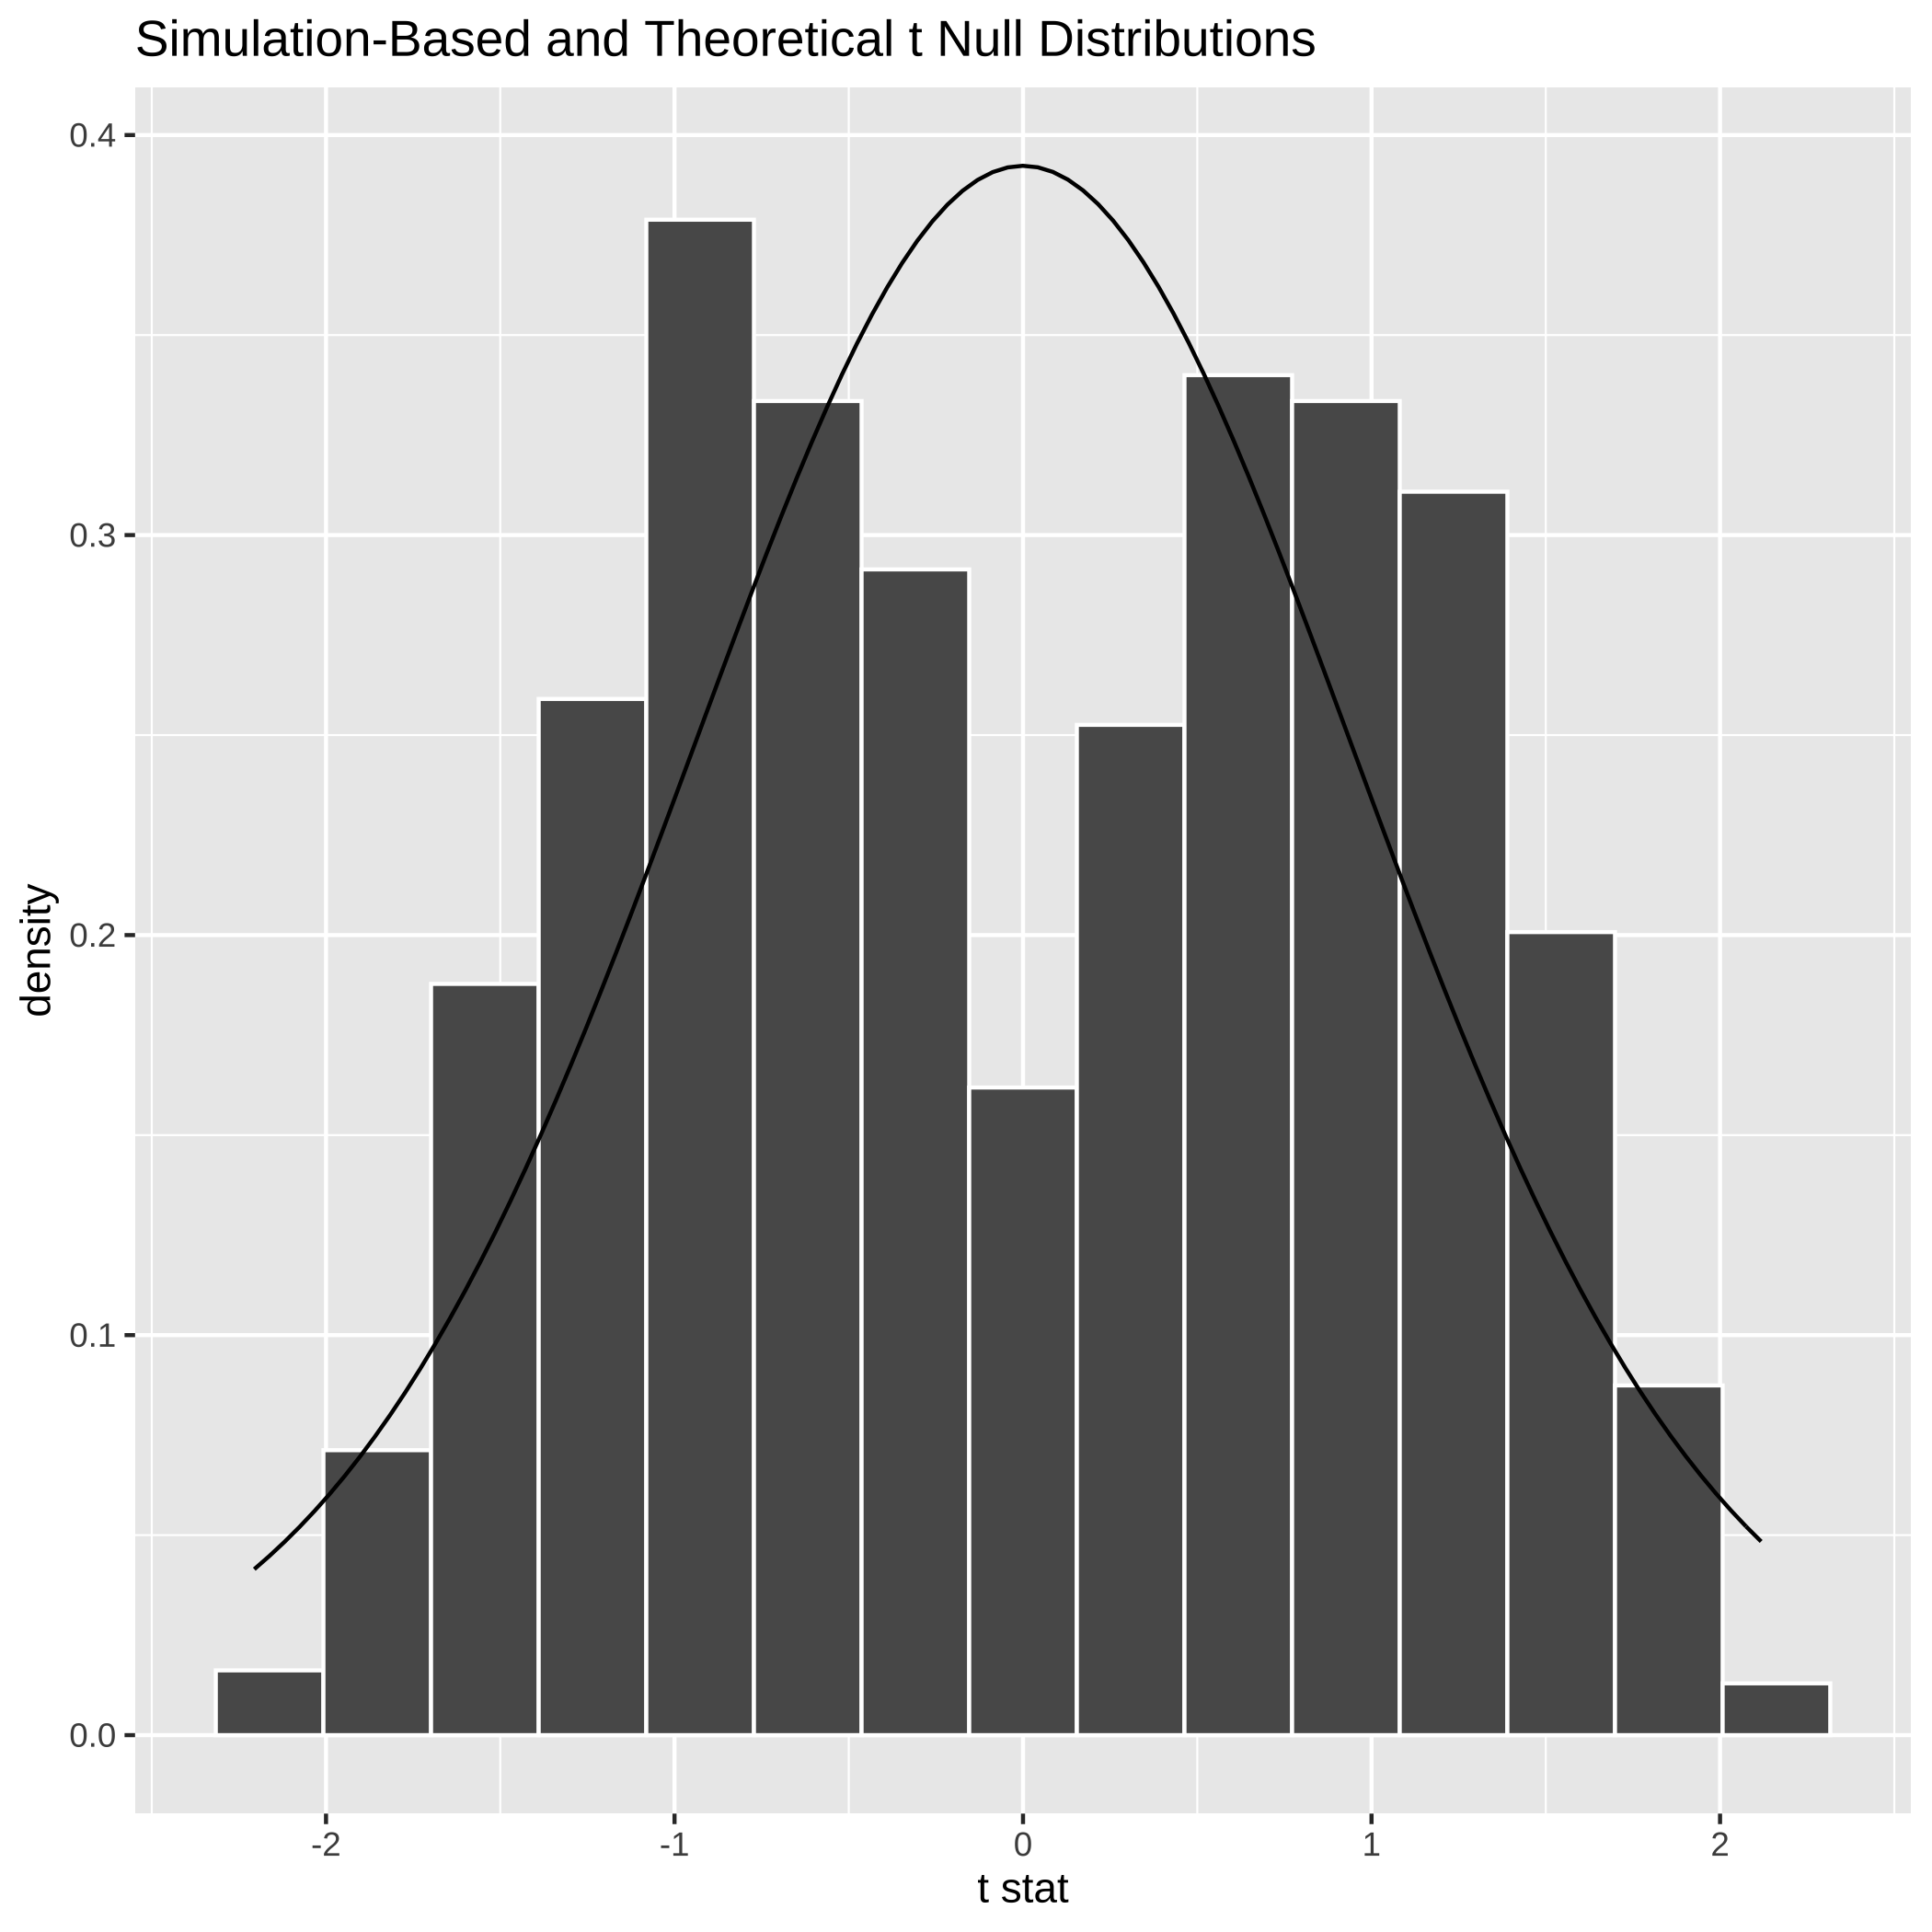 Simulation-Based and Theoretical t Null Distributions
0.4
0.3
0.2
0.1
0.0
density
-2 -1 0 1 2
t stat